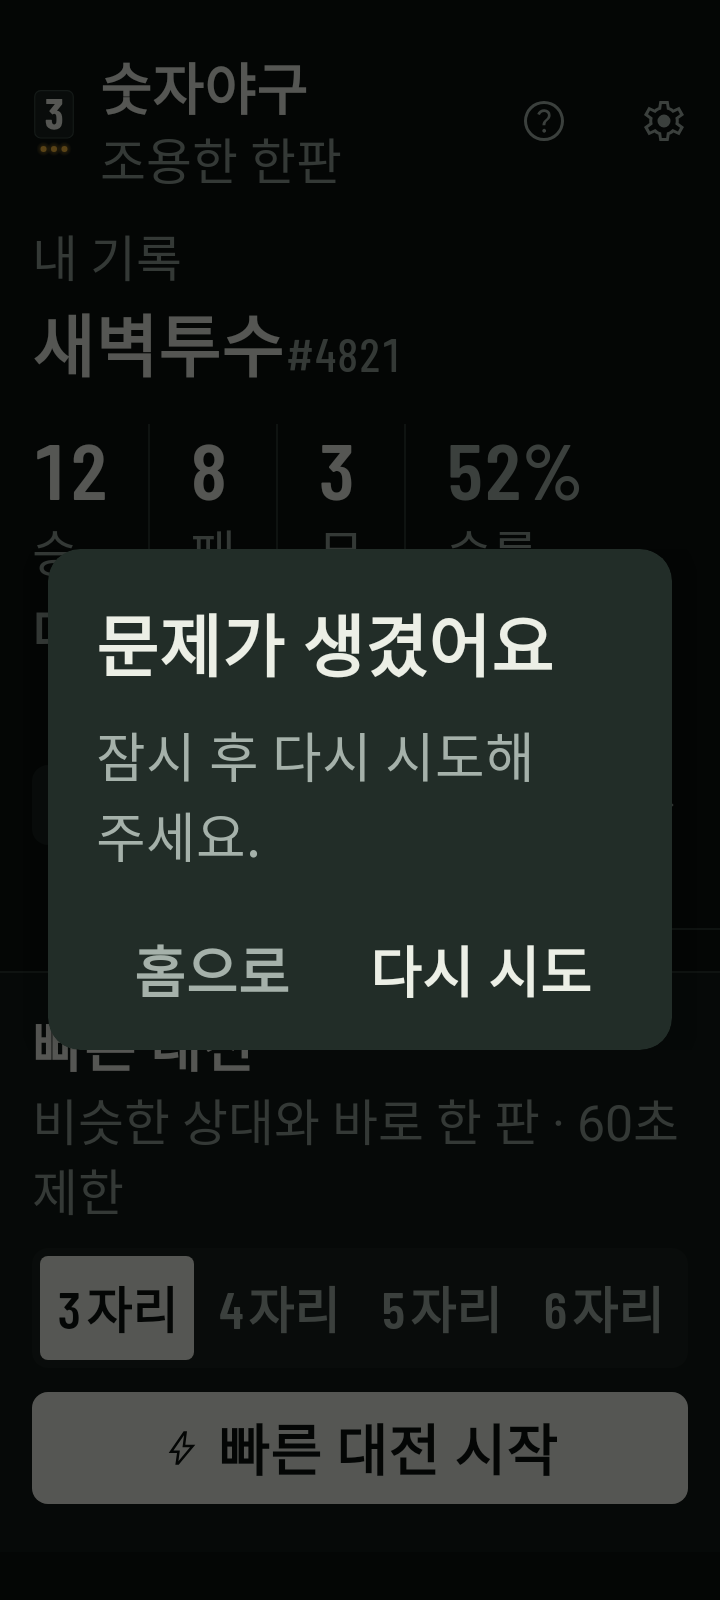 3
숫자야구
조용한 한판
내 기록
새벽투수#4821
12 8 3 52%
문제가 생겼어요
잠시 후 다시 시도해
주세요.
홈으로 다시 시도
빠른 대전
비슷한 상대와 바로 한 판 · 60초
제한
3자리 4자리 5자리 6자리
빠른 대전 시작